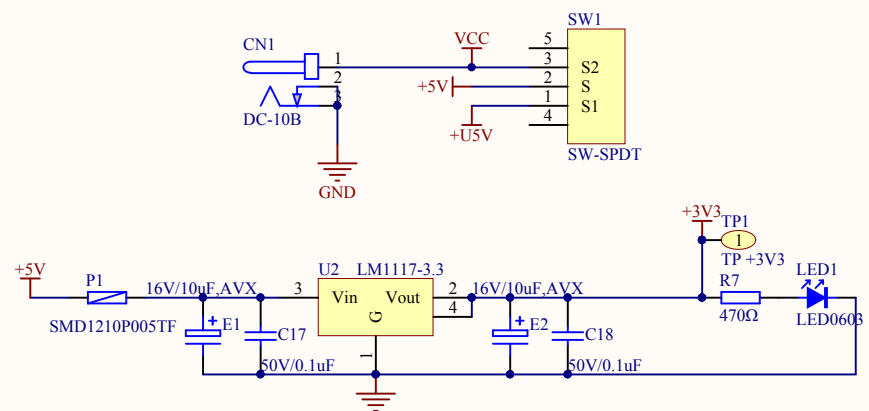 SW1
CN1
VCC
5
1
3
S2
2
+5V
2
S
3
1
S1
DC-10B
4
+U5V
SW-SPDT
GND
+3V3
TP1
1
+5V
P1
U2
LM1117-3.3
TP +3V3
R7
LED1
16V/10uF,AVX
3
Vin
Vout
2
16V/10uF,AVX
4
SMD1210P005TF
+
E1
C17
G
+
E2
C18
470Ω
LED0603
1
50V/0.1uF
50V/0.1uF